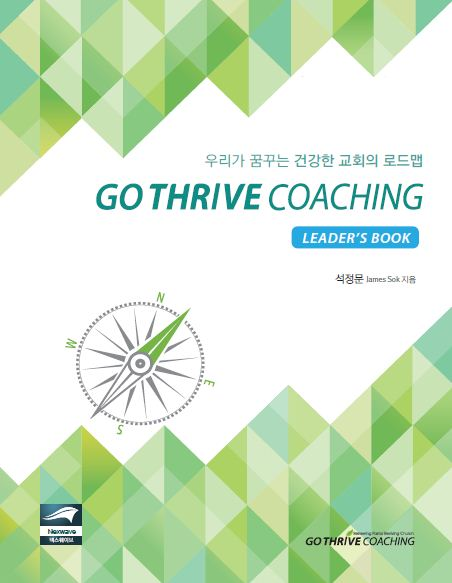 우리가 꿈꾸는 건강한 교회의 로드맵
GO THRIVE COACHING
LEADER'S BOOK
석정문 James Sok 지음
N
W
E
S
Nexwave
넥스웨이브
GO THRIVE COACHING